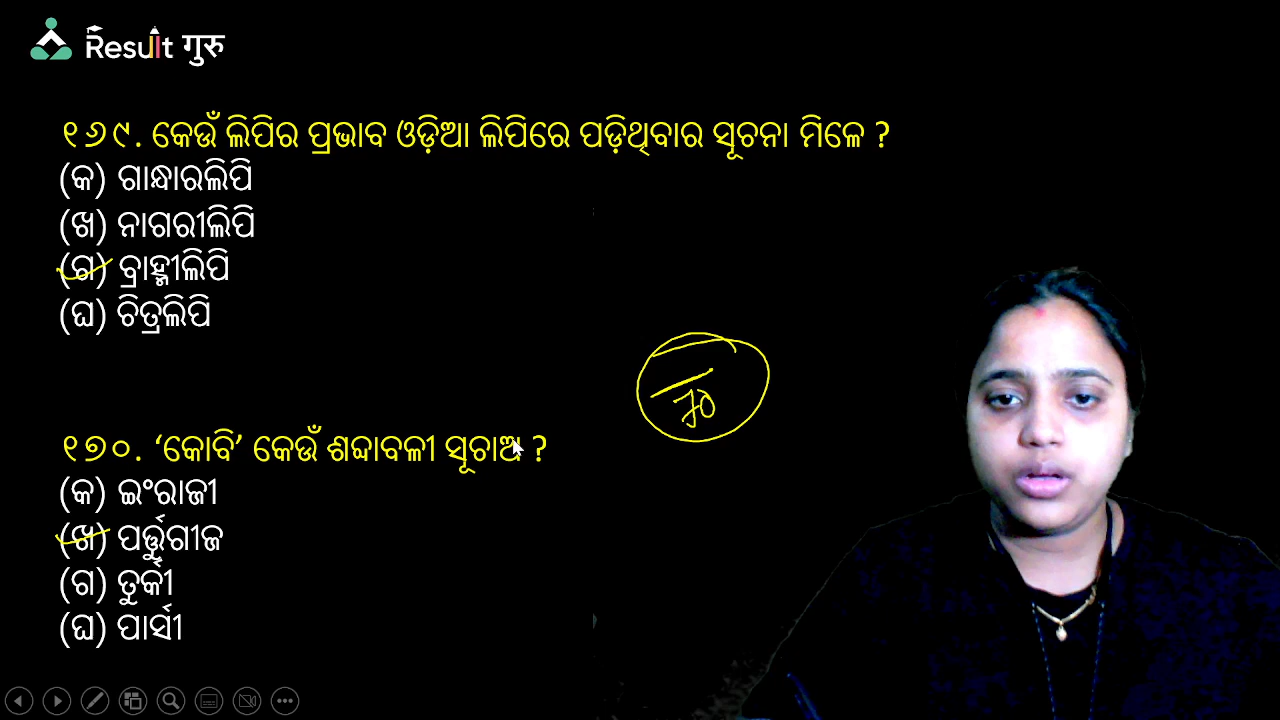 Result गुरु
୧୬୯. କେଉଁ ଲିପିର ପ୍ରଭାବ ଓଡ଼ିଆ ଲିପିରେ ପଡ଼ିଥିବାର ସୂଚନା ମିଳେ ?
(କ) ଗାନ୍ଧାରଲିପି
(ଖ) ନାଗରୀଲିପି
(ଗ) ବ୍ରାହ୍ମୀଲିପି
(ଘ) ଚିତ୍ରଲିପି
୧୭୦. ‘କୋବି’ କେଉଁ ଶବ୍ଦାବଳୀ ସୂଚାଅ ?
(କ) ଇଂରାଜୀ
(ଖ) ପର୍ତ୍ତୁଗୀଜ
(ଗ) ତୁର୍କୀ
(ଘ) ପାର୍ସୀ